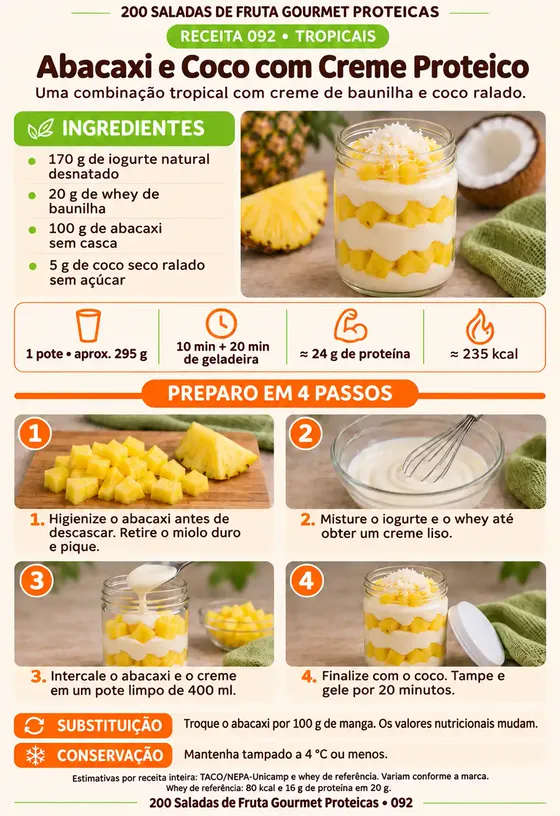 200 SALADAS DE FRUTA GOURMET PROTEICAS
RECEITA 092 • TROPICAIS
Abacaxi e Coco com Creme Proteico
Uma combinação tropical com creme de baunilha e coco ralado.
INGREDIENTES
• 170 g de iogurte natural
desnatado
• 20 g de whey de
baunilha
• 100 g de abacaxi
sem casca
• 5 g de coco seco ralado
sem açúcar
1 pote • aprox. 295 g
10 min + 20 min
de geladeira
≈ 24 g de proteína
≈ 235 kcal
PREPARO EM 4 PASSOS
1
1. Higienize o abacaxi antes de
descascar. Retire o miolo duro
e pique.
2
2. Misture o iogurte e o whey até
obter um creme liso.
3
3. Intercale o abacaxi e o creme
em um pote limpo de 400 ml.
4
4. Finalize com o coco. Tampe e
gele por 20 minutos.
SUBSTITUIÇÃO
Troque o abacaxi por 100 g de manga. Os valores nutricionais mudam.
CONSERVAÇÃO
Mantenha tampado a 4 °C ou menos.
Estimativas por receita inteira: TACO/NEPA-Unicamp e whey de referência. Variam conforme a marca.
Whey de referência: 80 kcal e 16 g de proteína em 20 g.
200 Saladas de Fruta Gourmet Proteicas • 092